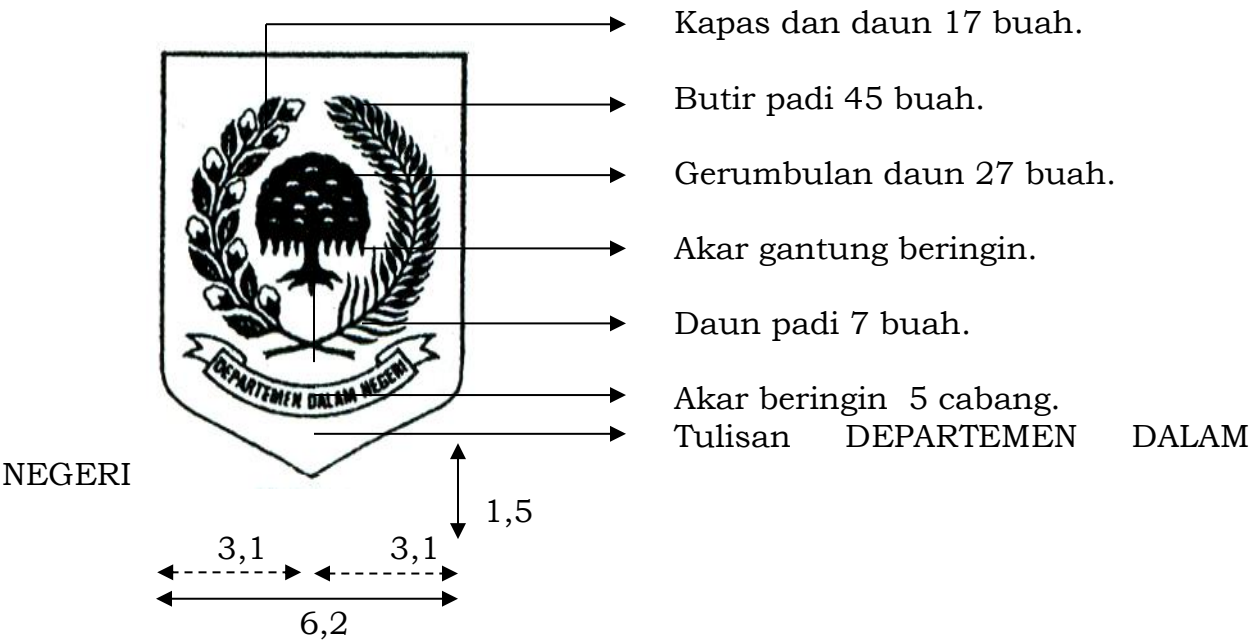 Kapas dan daun 17 buah.
Butir padi 45 buah.
Gerumbulan daun 27 buah.
Akar gantung beringin.
Daun padi 7 buah.
DEPARTEMEN DALAM NEGERI
Akar beringin 5 cabang.
Tulisan DEPARTEMEN DALAM
NEGERI
1,5
3,1 3,1
6,2